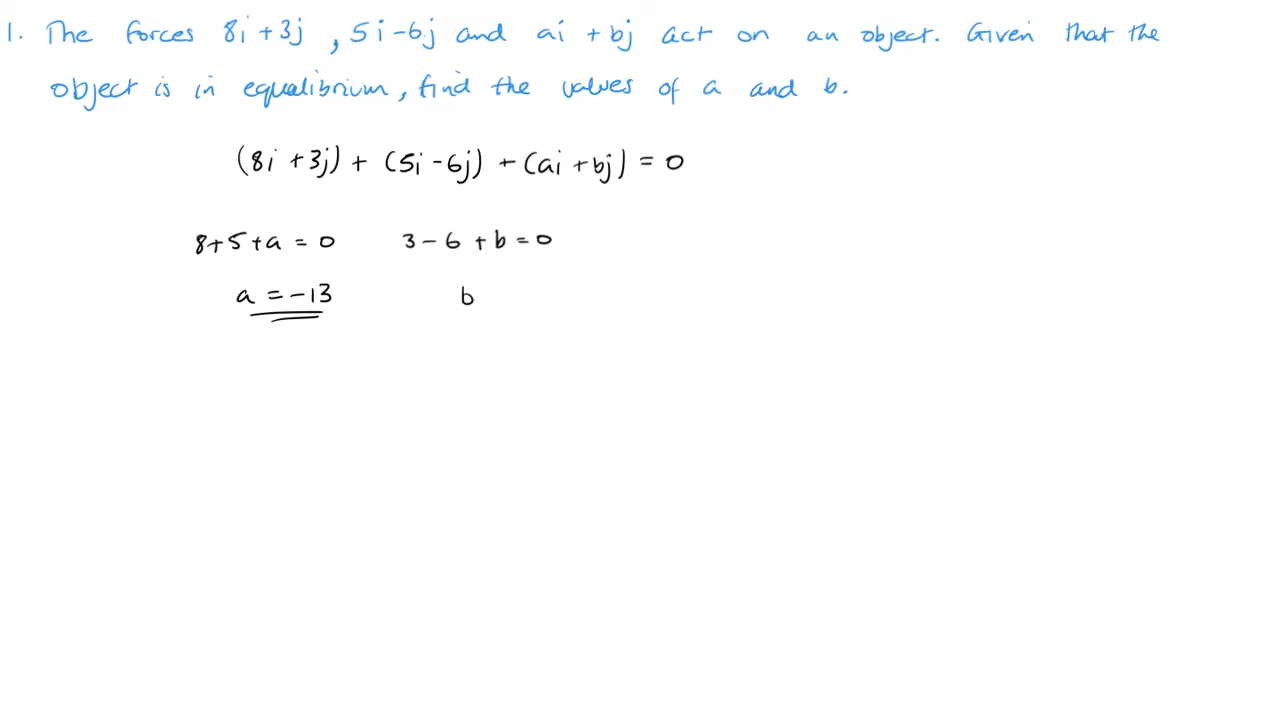 1. The forces 8i + 3j , 5i - 6j and ai + bj act on an object. Given that the
object is in equalibrium, find the values of a and b.
(8i + 3j) + (5i - 6j) + (ai + bj) = 0
8 + 5 + a = 0 3 - 6 + b = 0
a = -13 b